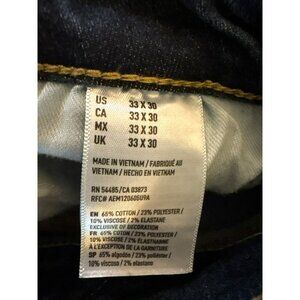 US 33 X 30
CA 33 X 30
MX 33 X 30
UK 33 X 30
MADE IN VIETNAM / FABRIQUÉ AU
VIETNAM / HECHO EN VIETNAM
RN 54485/CA 03873
RFC# AEM120605U9A
EN 65% COTTON / 23% POLYESTER /
10% VISCOSE / 2% ELASTANE
EXCLUSIVE OF DECORATION
FR 65% COTON / 23% POLYESTER /
10% VISCOSE / 2% ÉLASTHANNE
À L'EXCEPTION DE LA GARNITURE
SP 65% algodón / 23% poliéster /
10% viscosa / 2% elastano